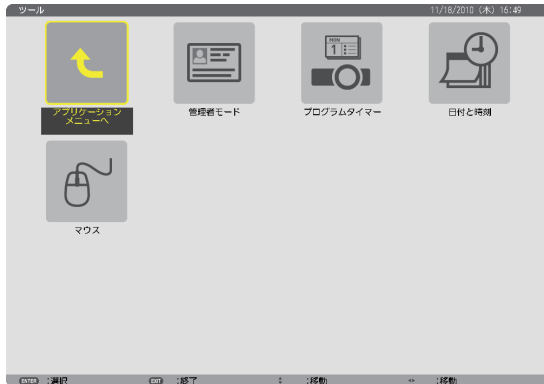 ツール 11/18/2010 (木) 16:49
MON
1
アプリケーション
メニューへ
管理者モード
プログラムタイマー
日付と時刻
マウス
ENTER :選択 EXIT :終了 :移動 :移動